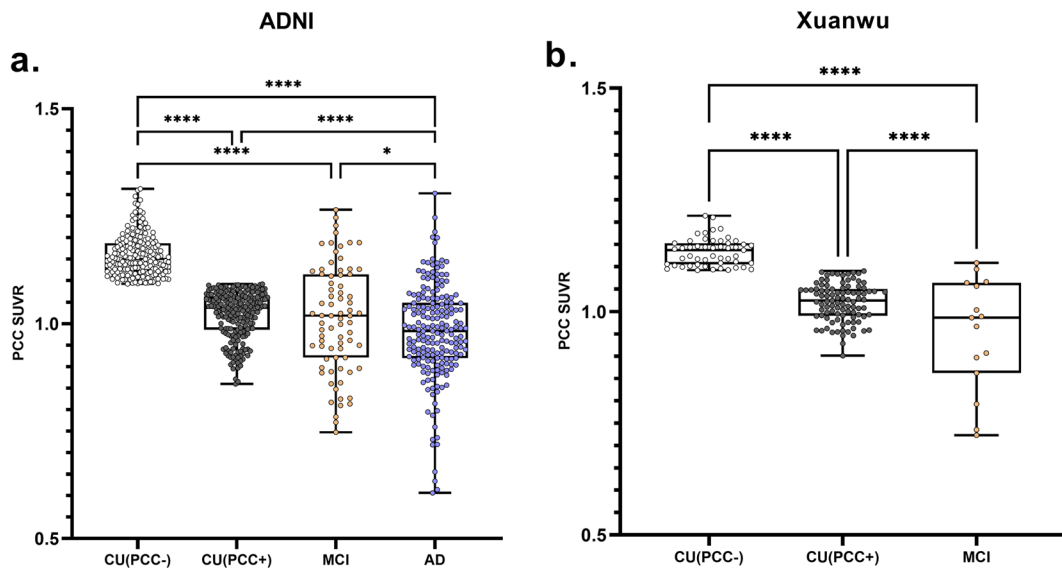 ADNI
a.
****
****
****
****
*
1.5
1.0
0.5
PCC SUVR
CU(PCC-)
CU(PCC+)
MCI
AD
Xuanwu
b.
****
****
****
1.5
1.0
0.5
PCC SUVR
CU(PCC-)
CU(PCC+)
MCI